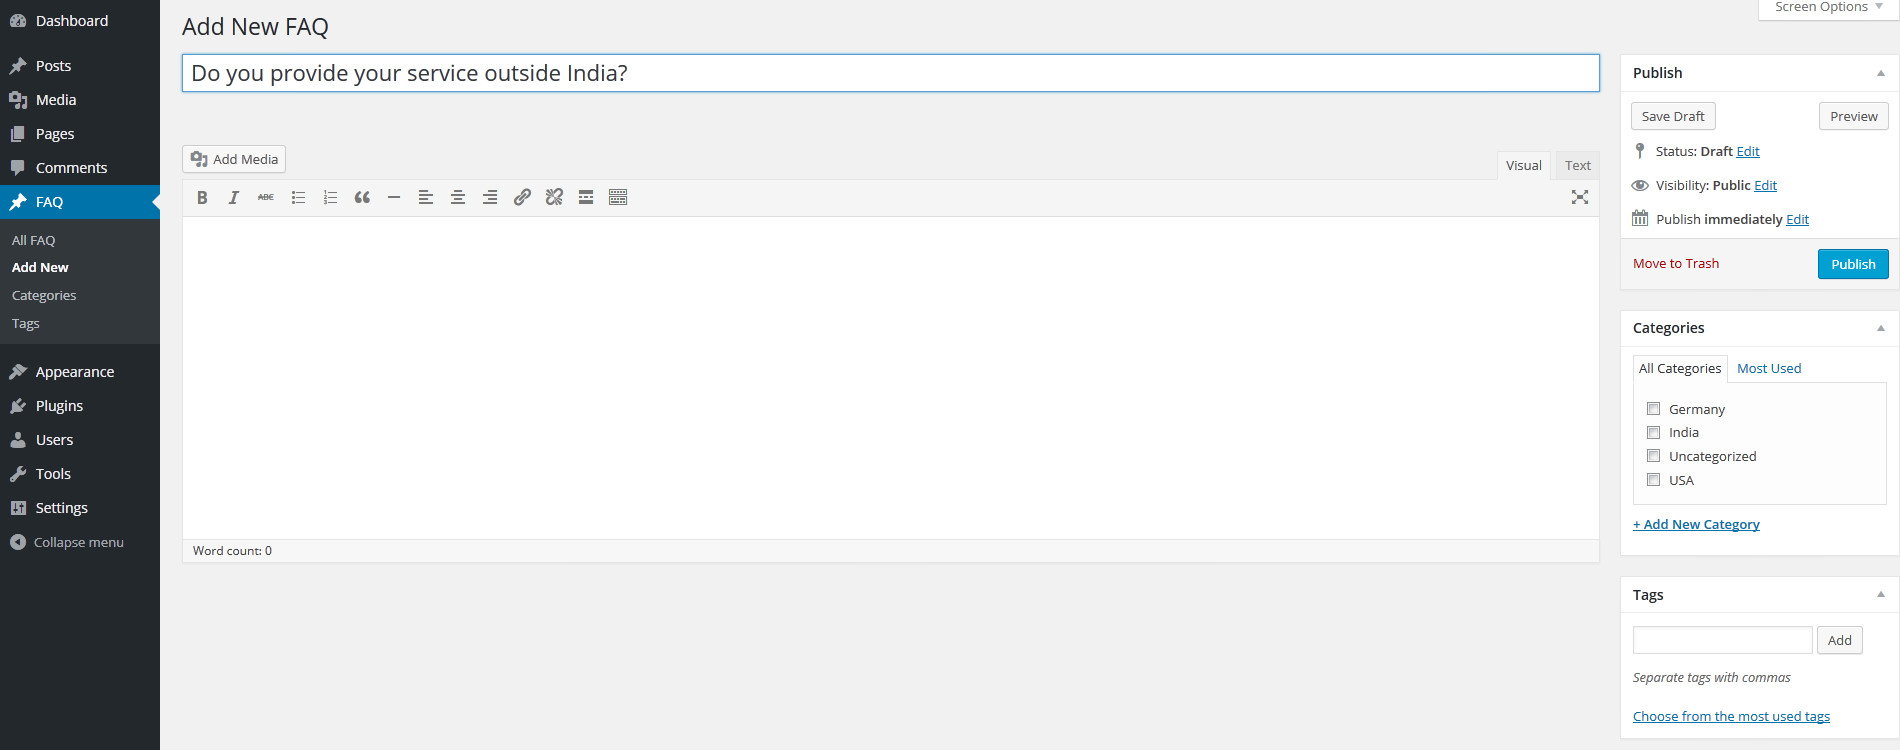 Dashboard
Posts
Media
Pages
Comments
FAQ
All FAQ
Add New
Categories
Tags
Appearance
Plugins
Users
Tools
Settings
Collapse menu
Screen Options
Add New FAQ
Do you provide your service outside India?
Add Media
Visual Text
B I ABC
Word count: 0
Publish
Save Draft Preview
Status: Draft Edit
Visibility: Public Edit
Publish immediately Edit
Move to Trash Publish
Categories
All Categories Most Used
Germany
India
Uncategorized
USA
+ Add New Category
Tags
Add
Separate tags with commas
Choose from the most used tags